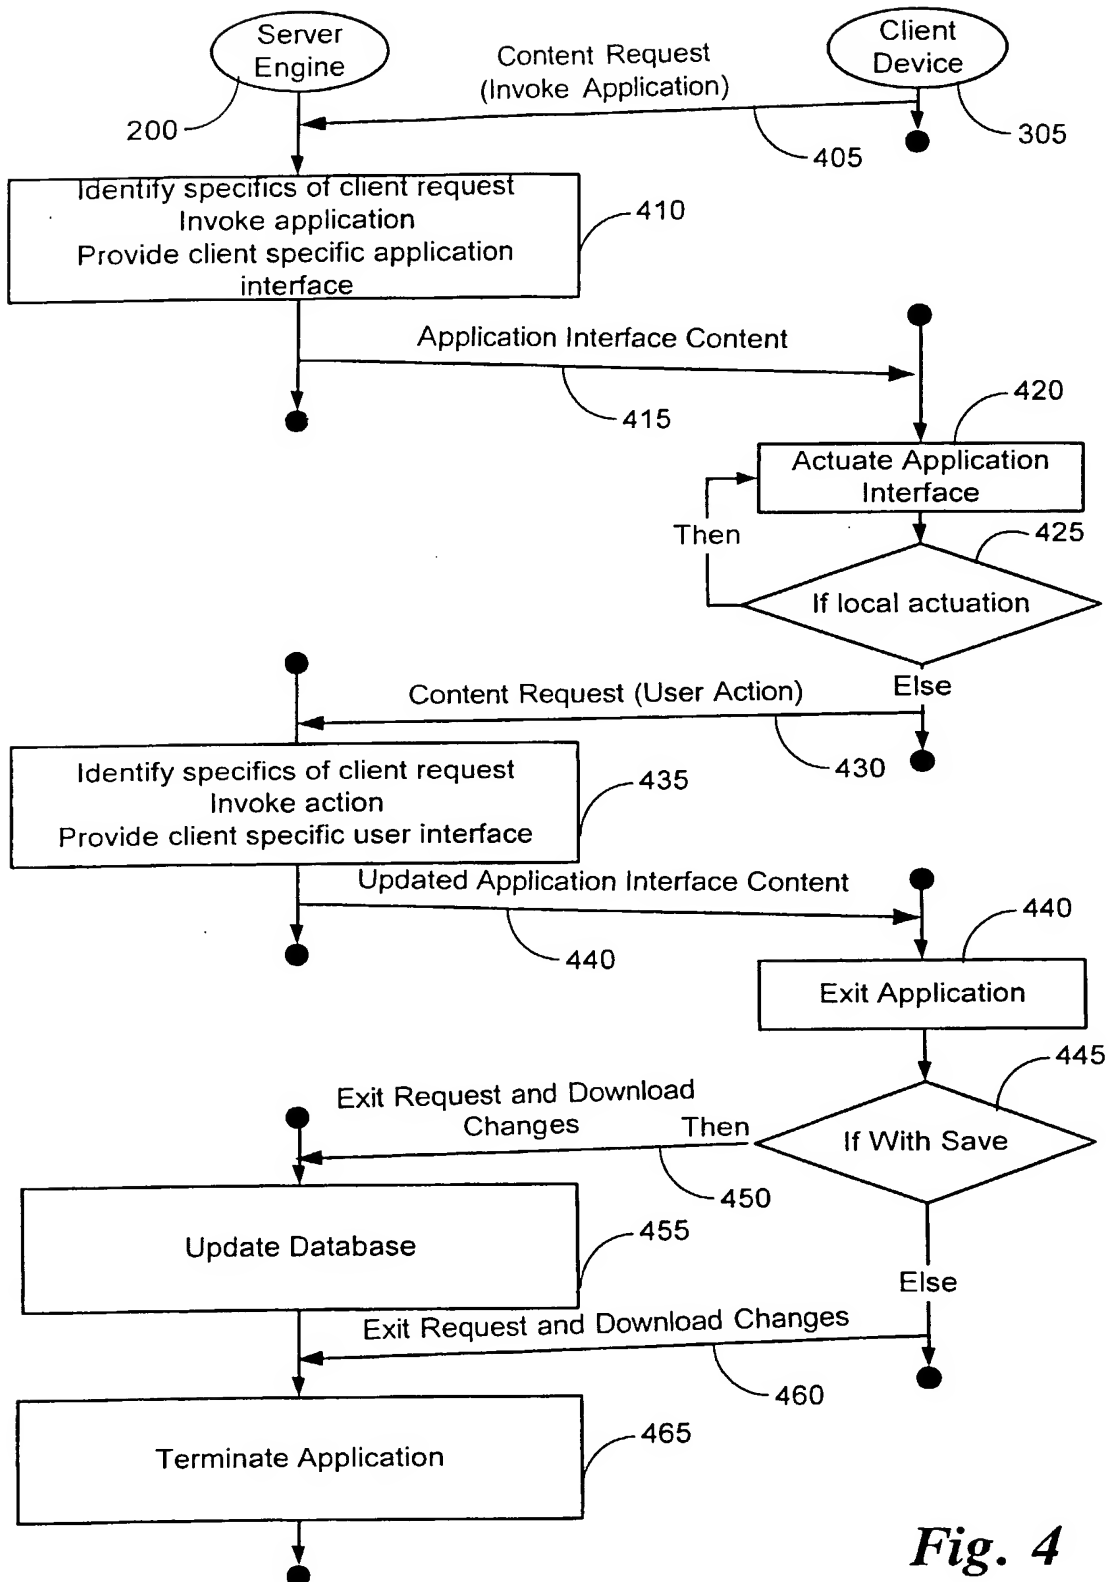 Server
Engine
Client
Device
Content Request
(Invoke Application)
200
405
305
Identify specifics of client request
Invoke application
Provide client specific application
interface
410
Application Interface Content
415
420
Actuate Application
Interface
Then
425
If local actuation
Else
Content Request (User Action)
430
Identify specifics of client request
Invoke action
Provide client specific user interface
435
Updated Application Interface Content
440
440
Exit Application
445
Exit Request and Download
Changes
Then
If With Save
450
Update Database
455
Else
Exit Request and Download Changes
460
Terminate Application
465
Fig. 4